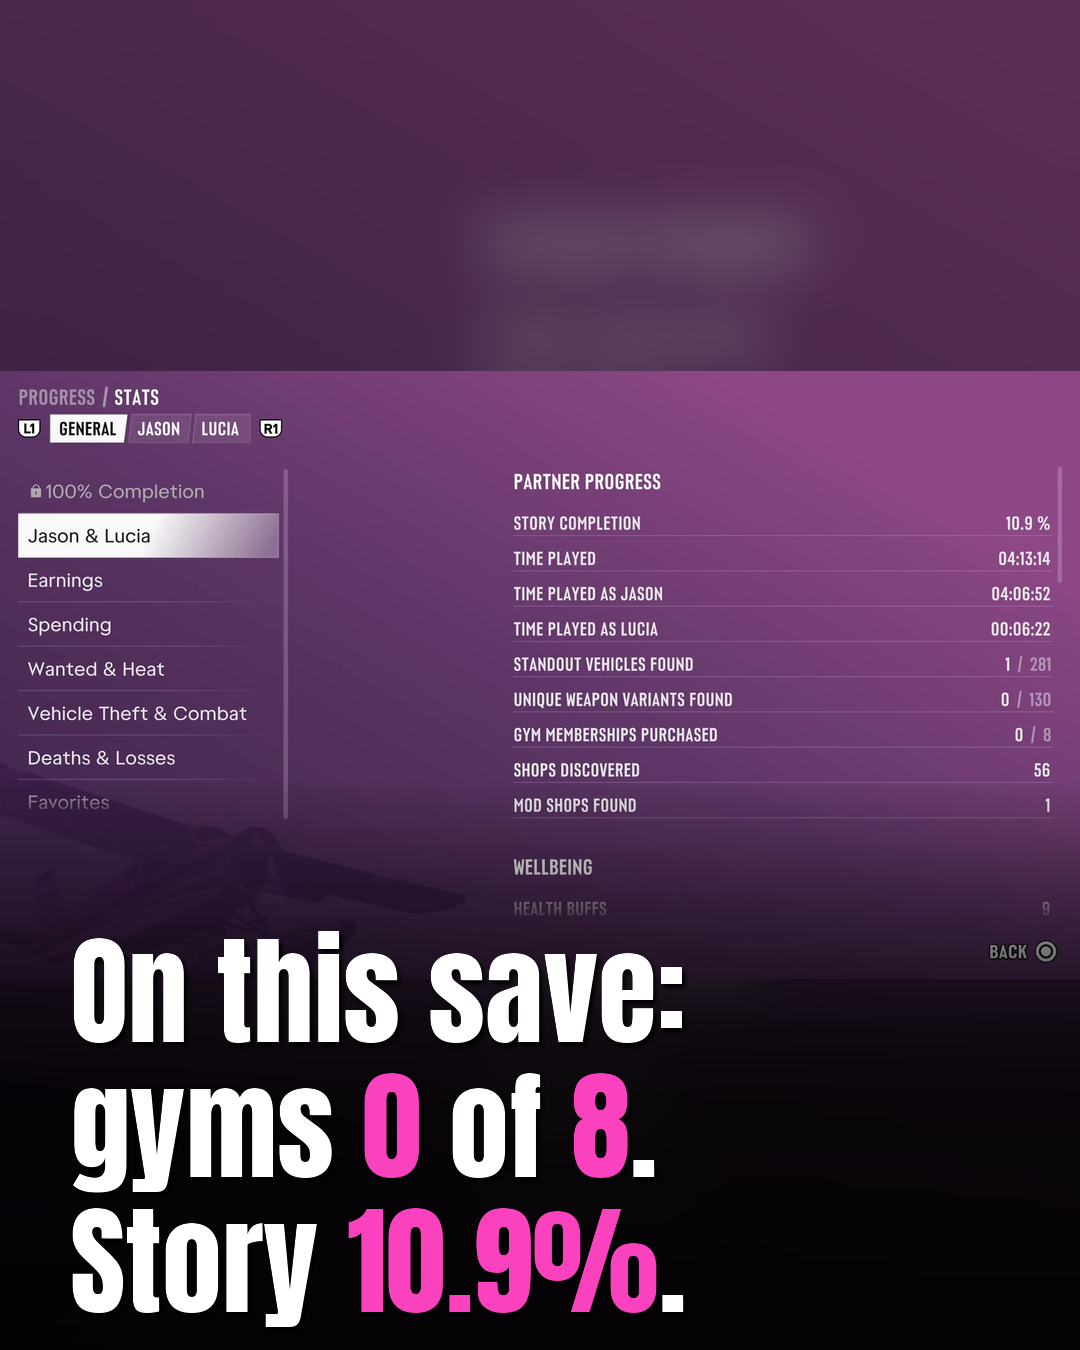 PROGRESS / STATS
L1 GENERAL JASON LUCIA R1
100% Completion
Jason & Lucia
Earnings
Spending
Wanted & Heat
Vehicle Theft & Combat
Deaths & Losses
Favorites
PARTNER PROGRESS
STORY COMPLETION 10.9 %
TIME PLAYED 04:13:14
TIME PLAYED AS JASON 04:06:52
TIME PLAYED AS LUCIA 00:06:22
STANDOUT VEHICLES FOUND 1 / 281
UNIQUE WEAPON VARIANTS FOUND 0 / 130
GYM MEMBERSHIPS PURCHASED 0 / 8
SHOPS DISCOVERED 56
MOD SHOPS FOUND 1
WELLBEING
HEALTH BUFFS 9
BACK
On this save:
gyms 0 of 8.
Story 10.9%.